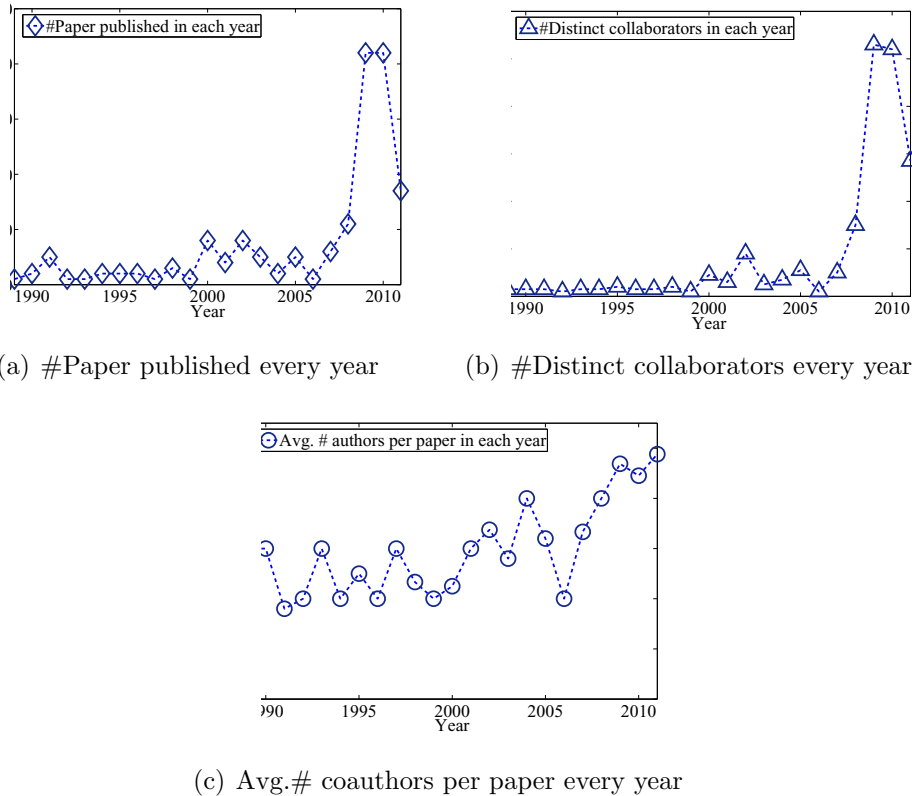 #Paper published in each year
#Distinct collaborators in each year
1990 1995 2000 2005 2010
Year
1990 1995 2000 2005 2010
Year
(a) #Paper published every year
(b) #Distinct collaborators every year
Avg. # authors per paper in each year
990 1995 2000 2005 2010
Year
(c) Avg.# coauthors per paper every year